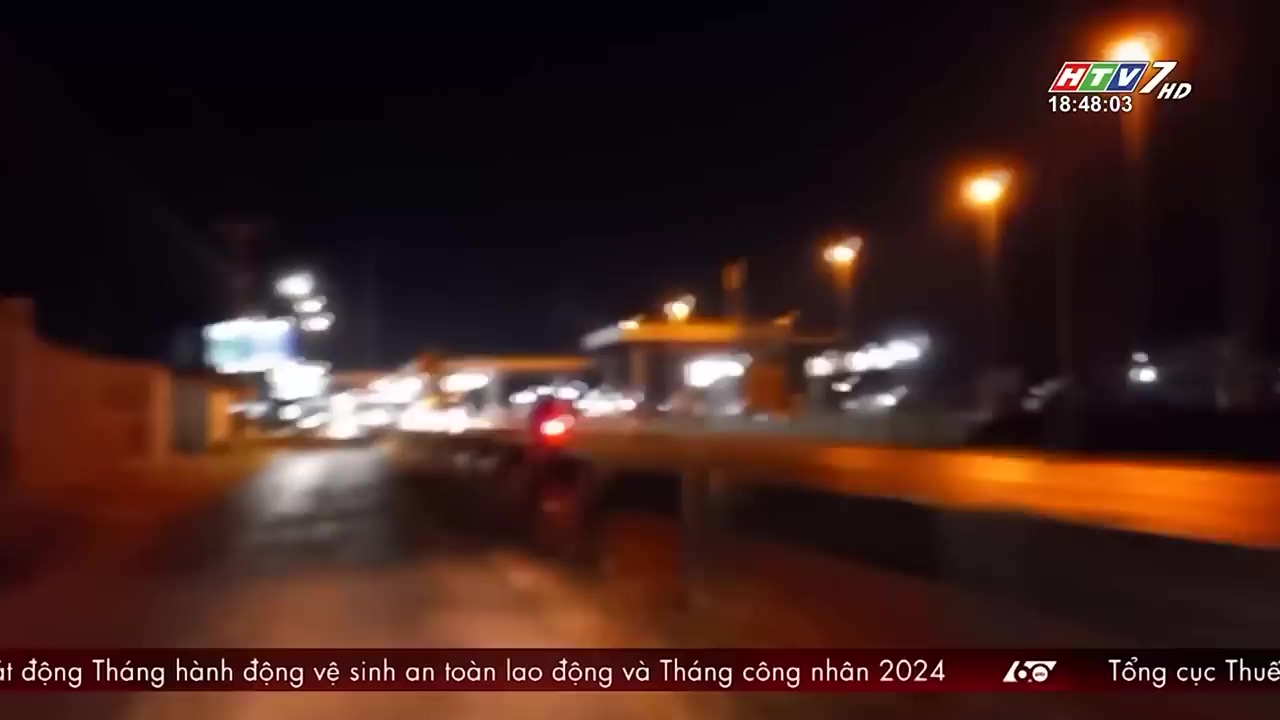 HTV7 HD
18:48:03
động Tháng hành động vệ sinh an toàn lao động và Tháng công nhân 2024
Tổng cục Thuế